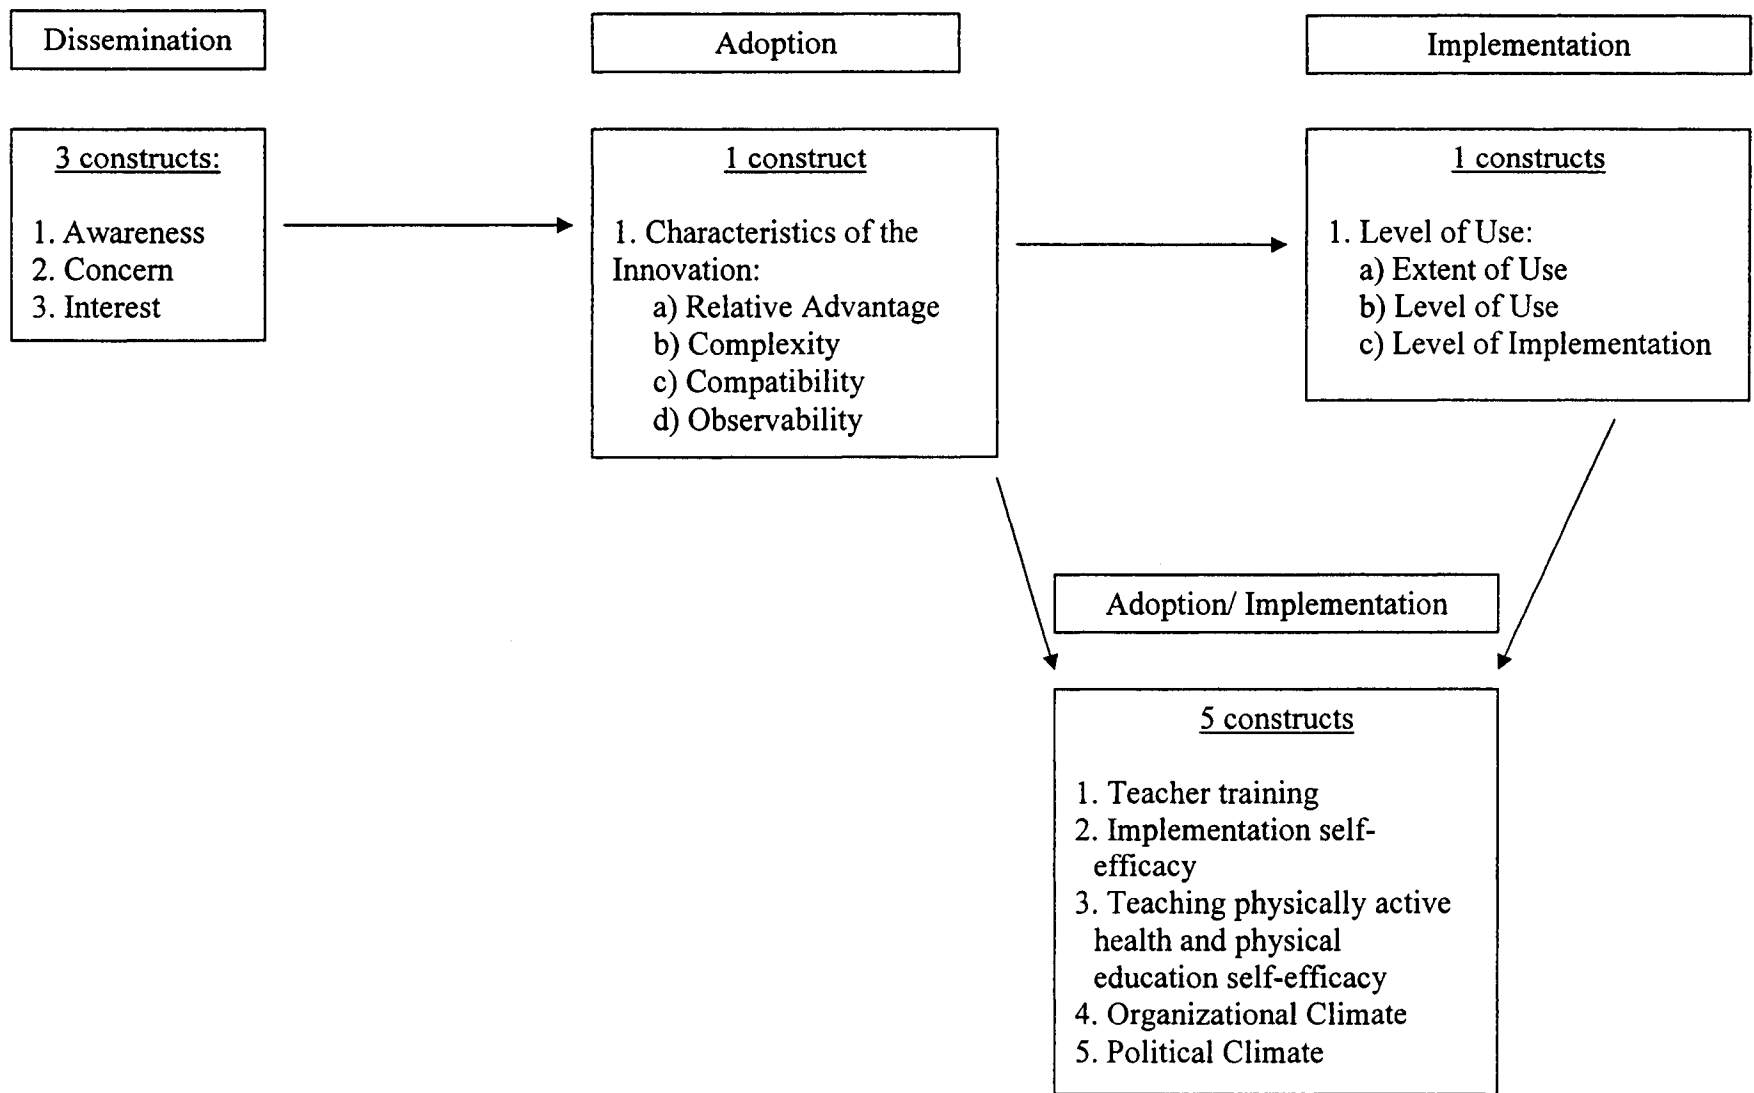 Dissemination
3 constructs:
1. Awareness
2. Concern
3. Interest
Adoption
1 construct
1. Characteristics of the
Innovation:
a) Relative Advantage
b) Complexity
c) Compatibility
d) Observability
Implementation
1 constructs
1. Level of Use:
a) Extent of Use
b) Level of Use
c) Level of Implementation
Adoption/ Implementation
5 constructs
1. Teacher training
2. Implementation self-
efficacy
3. Teaching physically active
health and physical
education self-efficacy
4. Organizational Climate
5. Political Climate